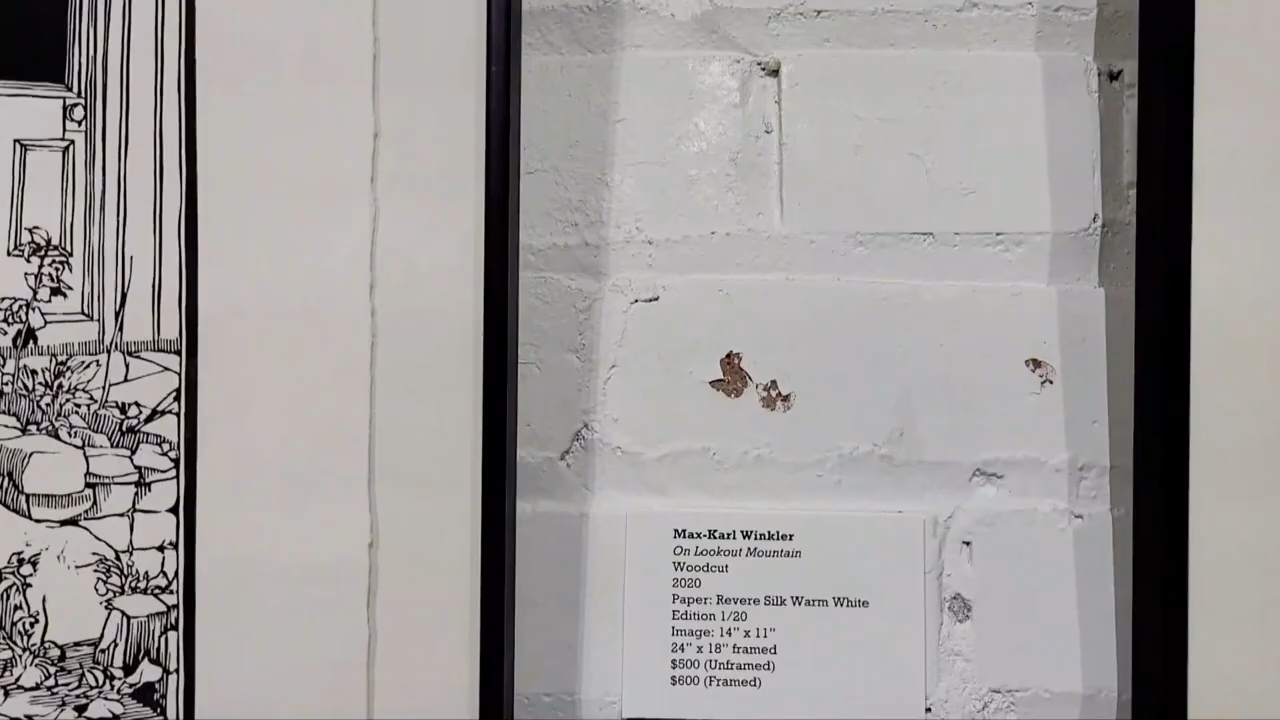 Max-Karl Winkler
On Lookout Mountain
Woodcut
2020
Paper: Revere Silk Warm White
Edition 1/20
Image: 14" x 11"
24" x 18" framed
$500 (Unframed)
$600 (Framed)